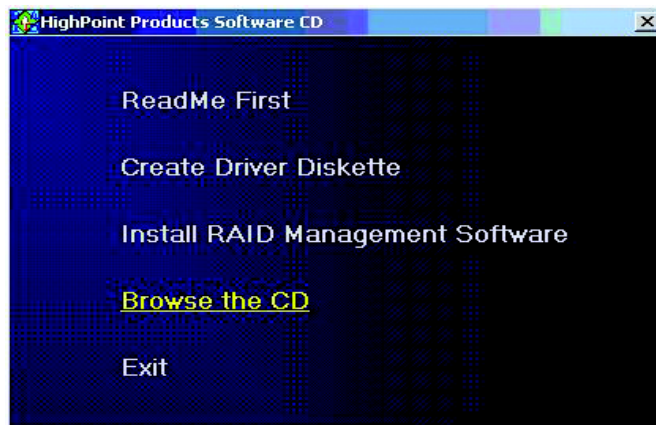 HighPoint Products Software CD
ReadMe First
Create Driver Diskette
Install RAID Management Software
Browse the CD
Exit